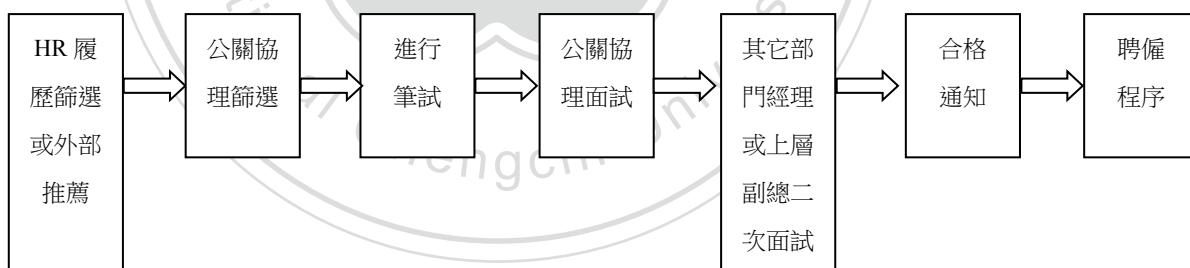 HR 履
歷篩選
或外部
推薦
公關協
理篩選
進行
筆試
公關協
理面試
其它部
門經理
或上層
副總二
次面試
合格
通知
聘僱
程序
engchi Uni